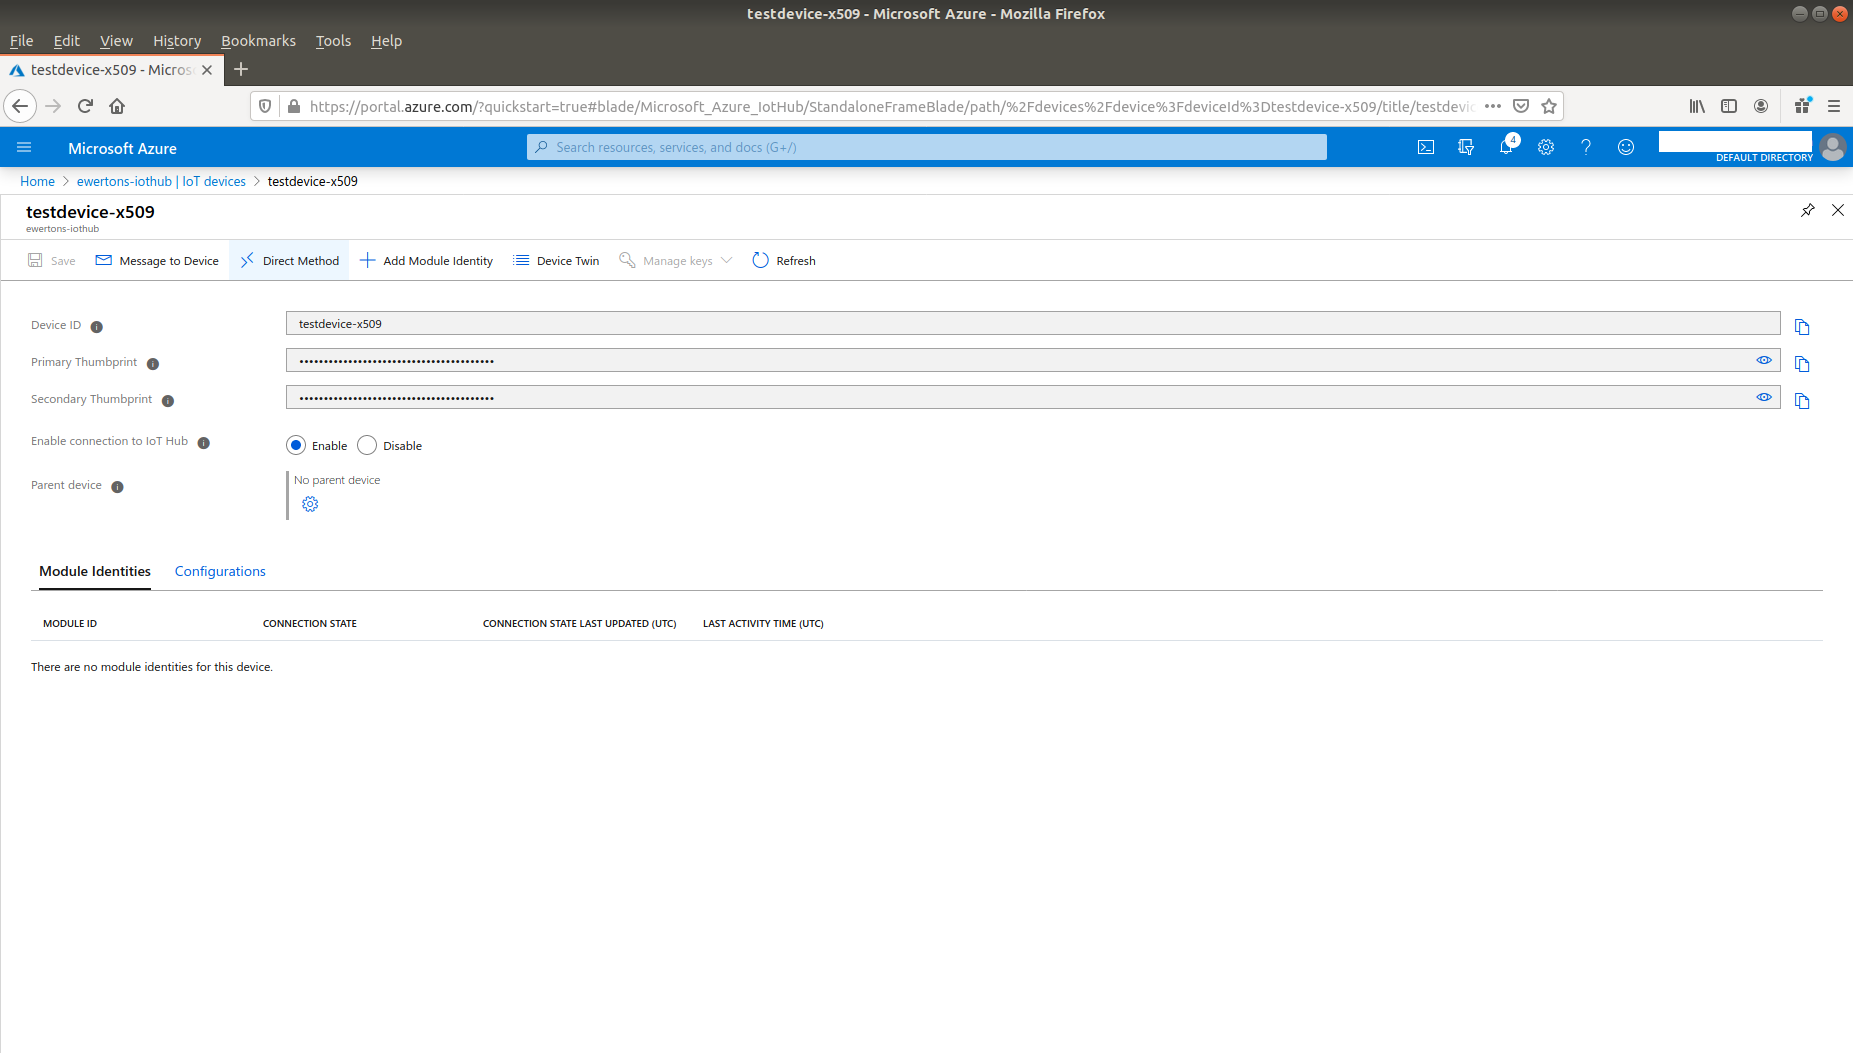 testdevice-x509 - Microsoft Azure - Mozilla Firefox
File Edit View History Bookmarks Tools Help
testdevice-x509 - Micros
https://portal.azure.com/?quickstart=true#blade/Microsoft_Azure_IotHub/StandaloneFrameBlade/path/%2Fdevices%2Fdevice%3FdeviceId%3Dtestdevice-x509/title/testdevic
Microsoft Azure
Search resources, services, and docs (G+/)
4
DEFAULT DIRECTORY
Home > ewertons-iothub | IoT devices > testdevice-x509
testdevice-x509
ewertons-iothub
Save Message to Device Direct Method Add Module Identity Device Twin Manage keys Refresh
Device ID testdevice-x509
Primary Thumbprint ••••••••••••••••••••••••••••••••••••••••
Secondary Thumbprint ••••••••••••••••••••••••••••••••••••••••
Enable connection to IoT Hub Enable Disable
Parent device No parent device
Module Identities Configurations
MODULE ID CONNECTION STATE CONNECTION STATE LAST UPDATED (UTC) LAST ACTIVITY TIME (UTC)
There are no module identities for this device.